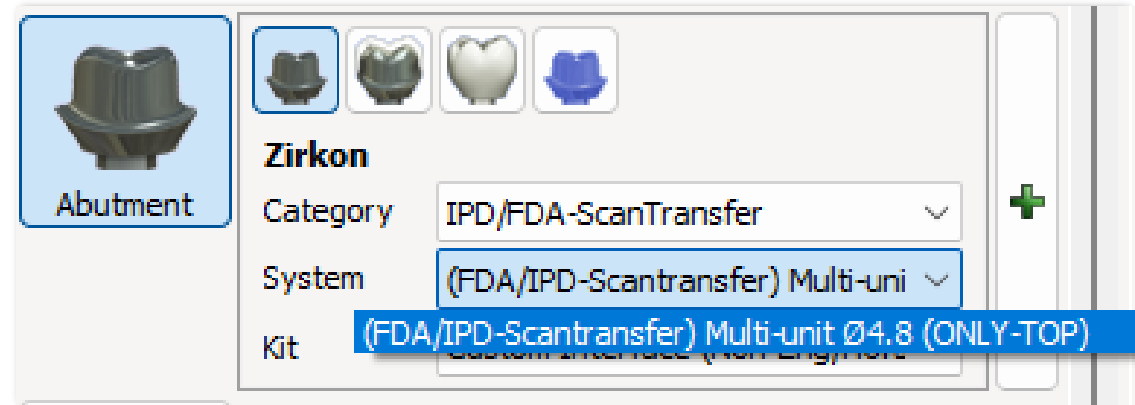 Abutment
Zirkon
Category IPD/FDA-ScanTransfer
System (FDA/IPD-Scantransfer) Multi-uni
(FDA/IPD-Scantransfer) Multi-unit Ø4.8 (ONLY-TOP)
Kit